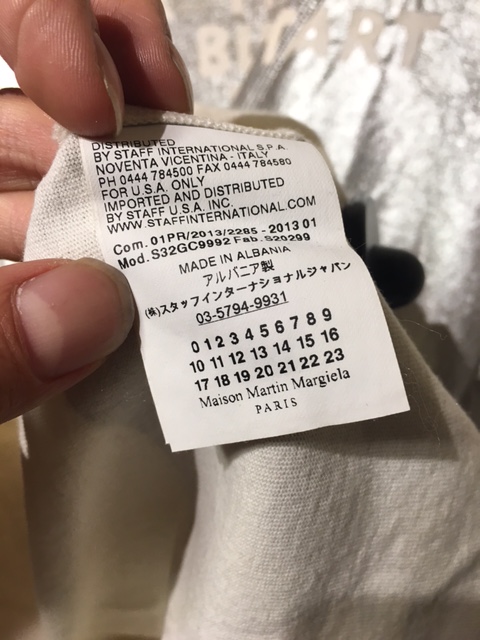 DISTRIBUTED
BY STAFF INTERNATIONAL S.P.A.
NOVENTA VICENTINA - ITALY
PH 0444 784500 FAX 0444 784580
FOR U.S.A. ONLY
IMPORTED AND DISTRIBUTED
BY STAFF U.S.A. INC.
WWW.STAFFINTERNATIONAL.COM
Com. 01PR/2013/2285 - 2013 01
Mod. S32GC9992 Fab. S20299
MADE IN ALBANIA
アルバニア製
(株)スタッフインターナショナルジャパン
03-5794-9931
0 1 2 3 4 5 6 7 8 9
10 11 12 13 14 15 16
17 18 19 20 21 22 23
Maison Martin Margiela
PARIS